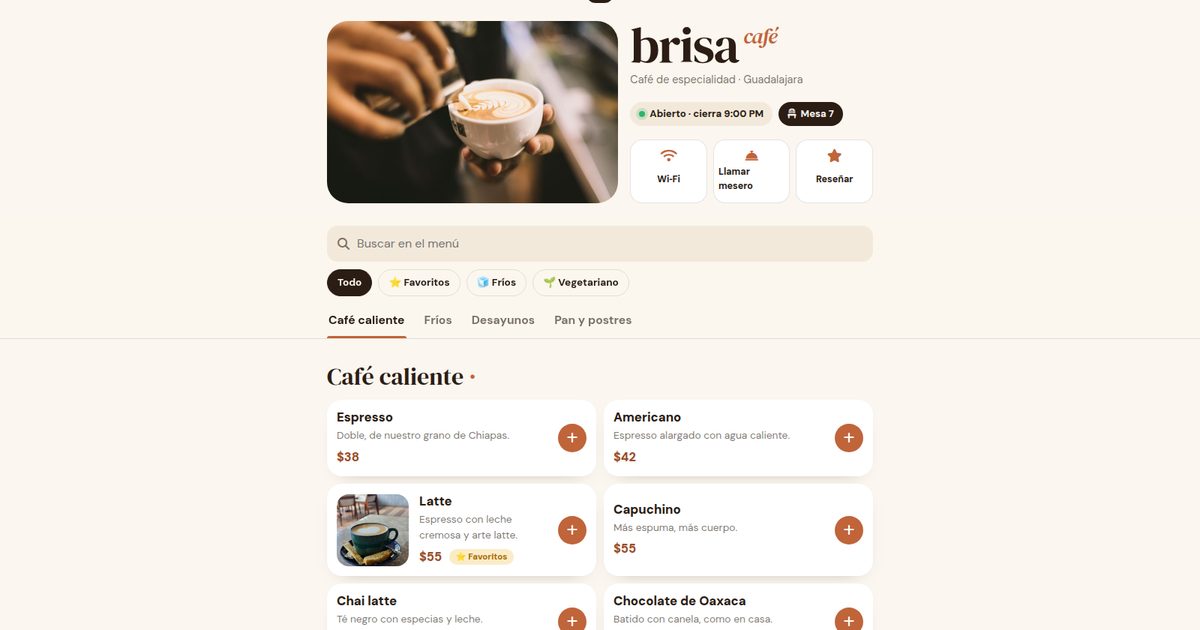 brisa café
Café de especialidad · Guadalajara
Abierto · cierra 9:00 PM
Mesa 7
Wi-Fi
Llamar
mesero
Reseñar
Buscar en el menú
Todo
⭐ Favoritos
🧊 Fríos
🌱 Vegetariano
Café caliente
Fríos
Desayunos
Pan y postres
Café caliente
Espresso
Doble, de nuestro grano de Chiapas.
$38
Americano
Espresso alargado con agua caliente.
$42
Latte
Espresso con leche
cremosa y arte latte.
$55
⭐ Favoritos
Capuchino
Más espuma, más cuerpo.
$55
Chai latte
Té negro con especias y leche.
Chocolate de Oaxaca
Batido con canela, como en casa.